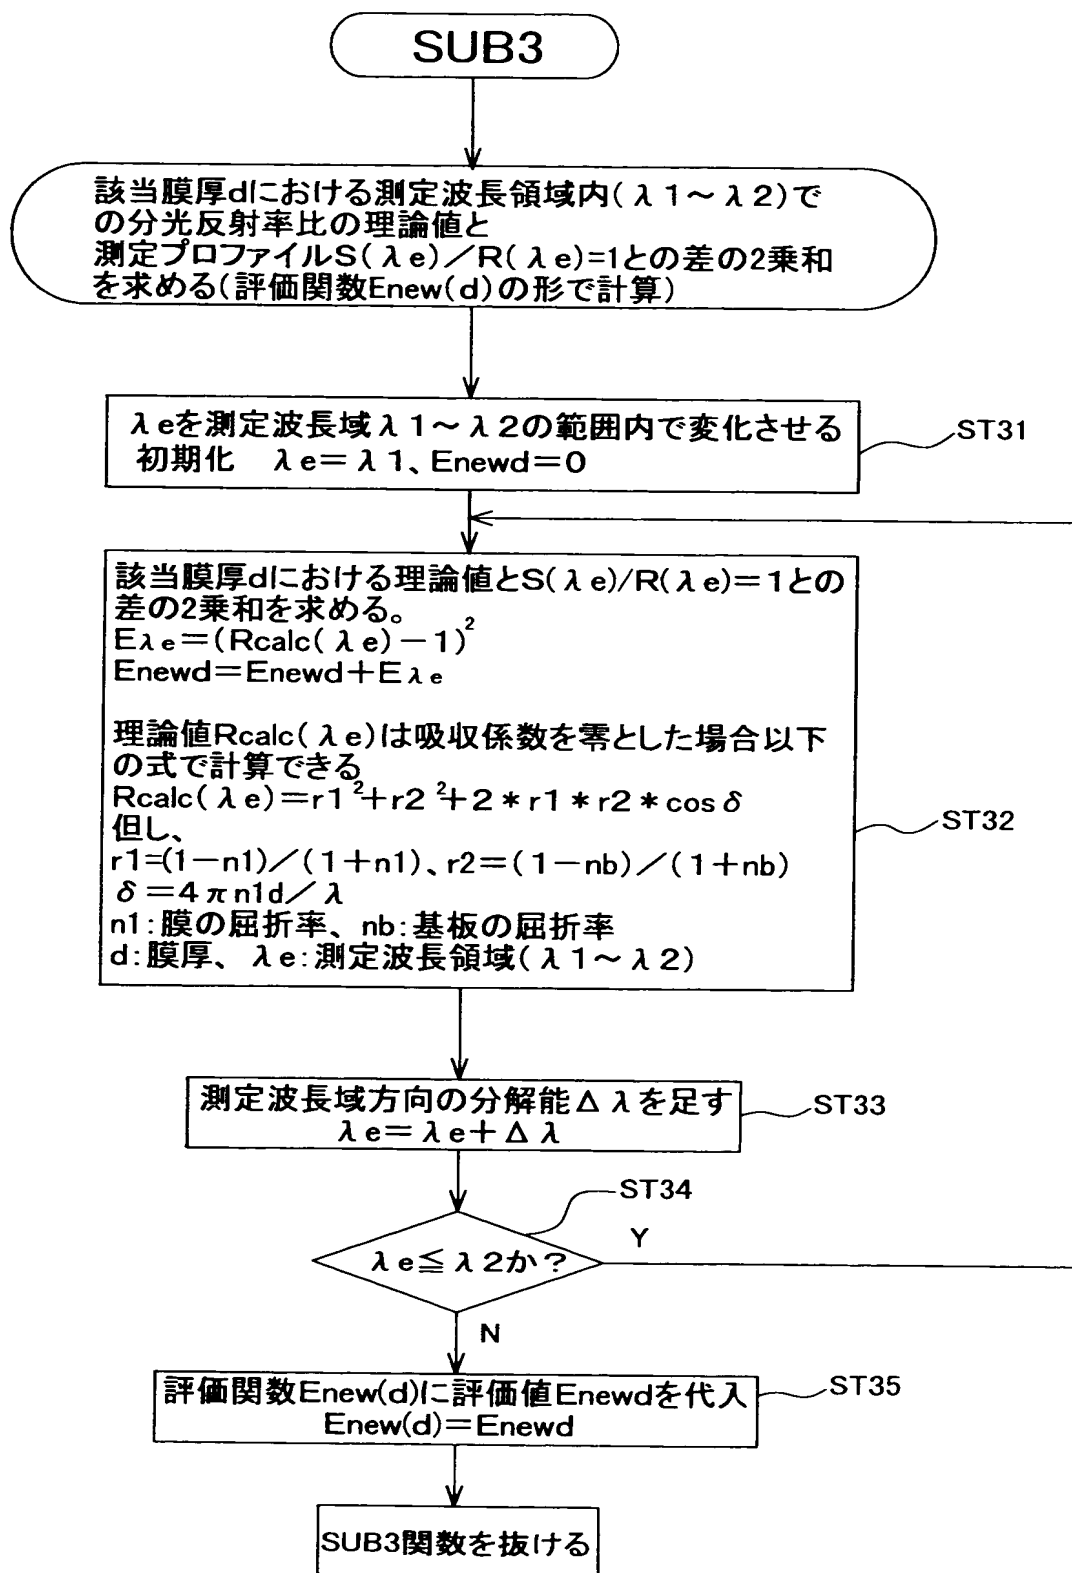 SUB3
該当膜厚dにおける測定波長領域内(λ1~λ2)で
の分光反射率比の理論値と
測定プロファイルS(λe)/R(λe)=1との差の2乗和
を求める(評価関数Enew(d)の形で計算)
λeを測定波長域λ1~λ2の範囲内で変化させる
初期化 λe=λ1、Enewd=0
ST31
該当膜厚dにおける理論値とS(λe)/R(λe)=1との
差の2乗和を求める。
Eλe=(Rcalc(λe)-1)²
Enewd=Enewd+Eλe
理論値Rcalc(λe)は吸収係数を零とした場合以下
の式で計算できる
Rcalc(λe)=r1²+r2²+2*r1*r2*cosδ
但し、
r1=(1-n1)/(1+n1)、r2=(1-nb)/(1+nb)
δ=4πn1d/λ
n1:膜の屈折率、nb:基板の屈折率
d:膜厚、λe:測定波長領域(λ1~λ2)
ST32
測定波長域方向の分解能Δλを足す
λe=λe+Δλ
ST33
ST34
λe≦λ2か?
Y
N
評価関数Enew(d)に評価値Enewdを代入
Enew(d)=Enewd
ST35
SUB3関数を抜ける